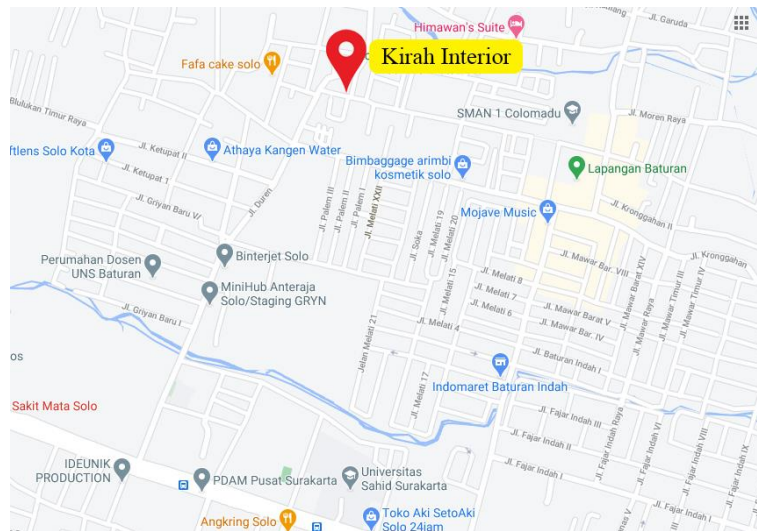 Himawan's Suite
Jl. Garuda
Kirah Interior
Fafa cake solo
Blulukan Timur Raya
SMAN 1 Colomadu
Jl. Moren Raya
ftlens Solo Kota
Jl. Ketupat II
Athaya Kangen Water
Bimbaggage arimbi
kosmetik solo
Lapangan Baturan
Jl. Ketupat 1
Jl. Duren
Jl. Palem III
Jl. Palem II
Jl. Palem I
Jl. Melati XXII
Jl. Griyan Baru V
Mojave Music
Jl. Kronggahan II
Jl. Soka
Jl. Melati 19
Jl. Melati 20
Perumahan Dosen
UNS Baturan
Binterjet Solo
Jl. Kronggahan
Jl. Mawar Bar. VIII
MiniHub Anteraja
Solo/Staging GRYN
Jl. Melati 8
Jl. Melati 7
Jl. Melati 6
Jl. Melati 15
Jl. Mawar Barat XIV
Jl. Mawar Raya
Jl. Mawar Timur III
Jl. Mawar Timur IV
Jl. Griyan Baru I
Jl. Melati 4
Jl. Mawar Barat V
Jl. Mawar Bar. IV
Jalan Melati 21
Jl. Baturan Indah I
os
Indomaret Baturan Indah
Jl. Melati 17
Sakit Mata Solo
Jl. Fajar Indah III
Jl. Fajar Indah II
Jl. Fajar Indah I
Jl. Fajar Indah Raya
Jl. Fajar Indah VI
Jl. Fajar Indah VIII
Jl. Fajar Indah IX
IDEUNIK
PRODUCTION
PDAM Pusat Surakarta
Universitas
Sahid Surakarta
Jl. Fajar Indah I
Angkring Solo
Toko Aki SetoAki
Solo 24jam